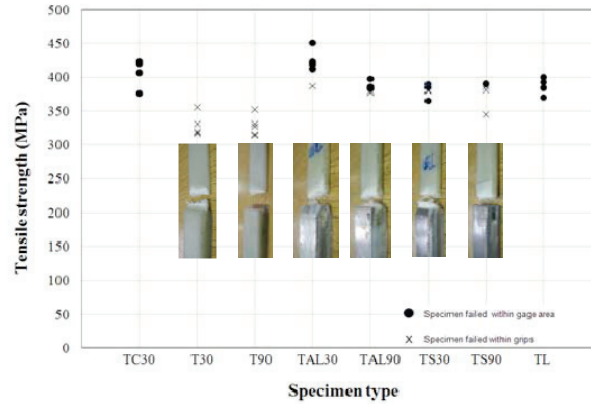 500
450
400
350
300
250
200
150
100
50
0
Tensile strength (MPa)
Specimen failed within gage area
Specimen failed within grips
TC30 T30 T90 TAL30 TAL90 TS30 TS90 TL
Specimen type